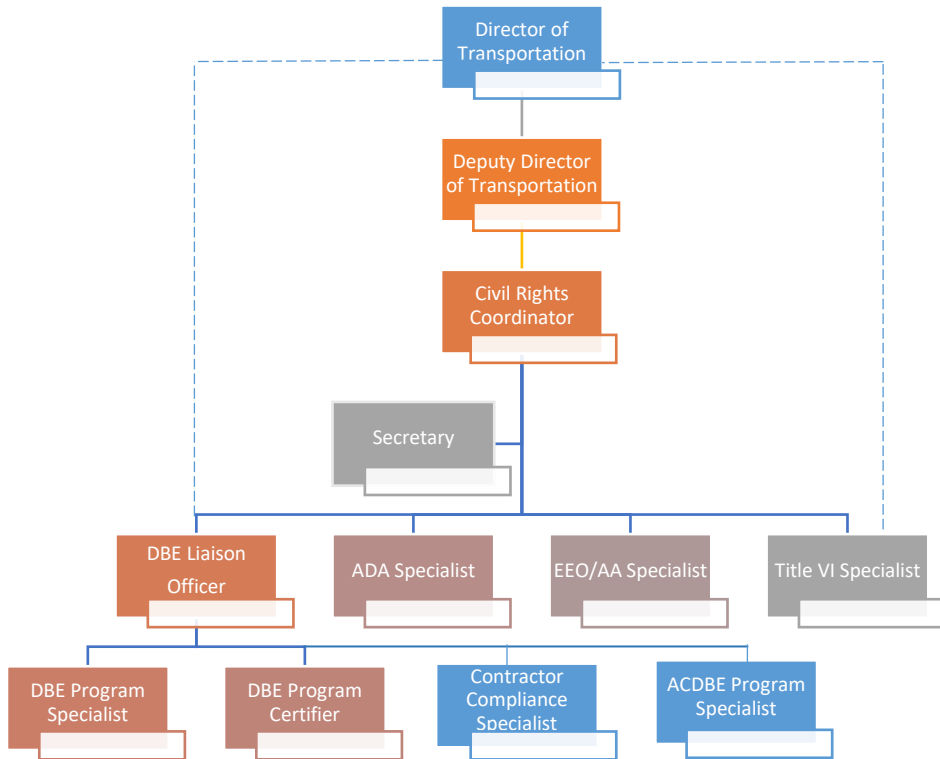 Director of
Transportation
Deputy Director
of Transportation
Civil Rights
Coordinator
Secretary
DBE Liaison
Officer
ADA Specialist
EEO/AA Specialist
Title VI Specialist
DBE Program
Specialist
DBE Program
Certifier
Contractor
Compliance
Specialist
ACDBE Program
Specialist